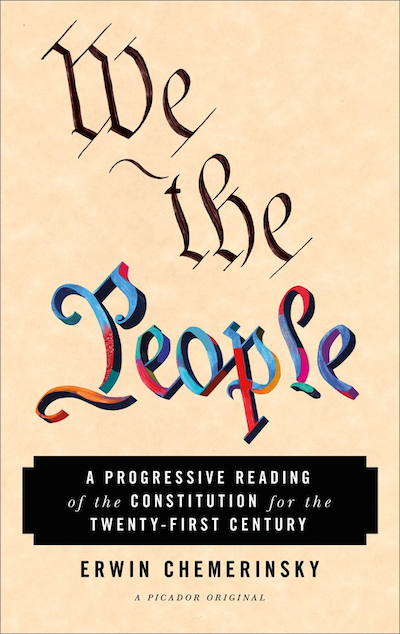 We
the
People
A PROGRESSIVE READING
of the CONSTITUTION for the
TWENTY-FIRST CENTURY
ERWIN CHEMERINSKY
A PICADOR ORIGINAL